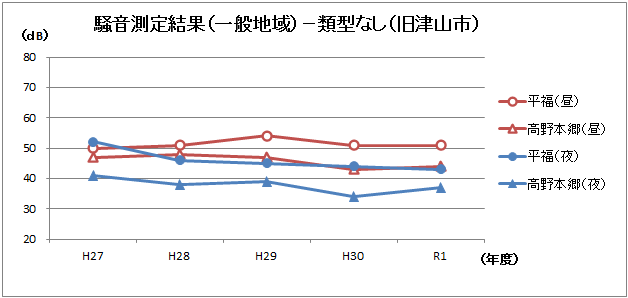 騒音測定結果（一般地域）－類型なし（旧津山市）
（dB）
80
70
60
50
40
30
20
H27 H28 H29 H30 R1
（年度）
平福（昼）
高野本郷（昼）
平福（夜）
高野本郷（夜）